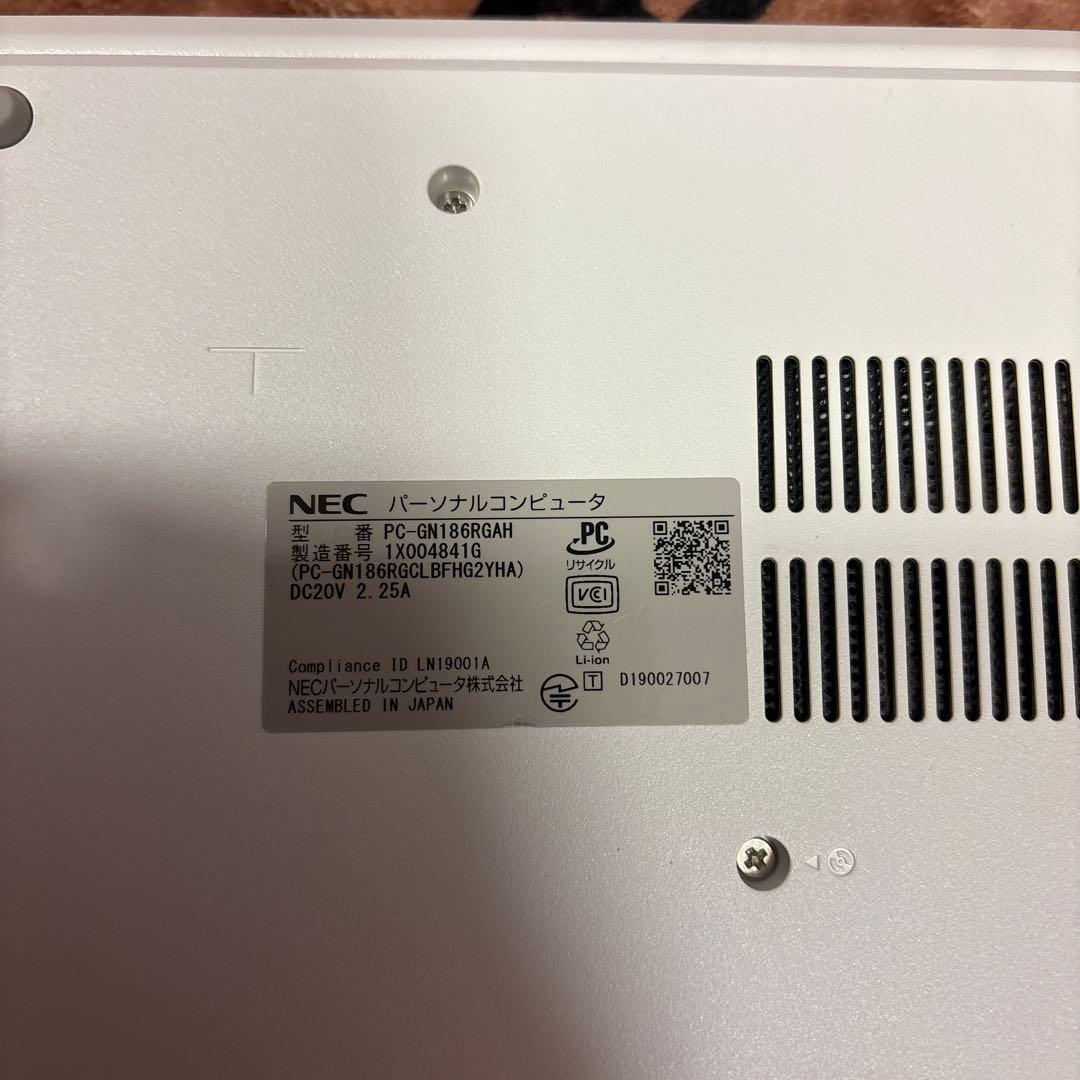 NEC パーソナルコンピュータ
型 番 PC-GN186RGAH
製造番号 1X004841G
(PC-GN186RGCLBFHG2YHA)
DC20V 2.25A
PC
リサイクル
VCCI
Li-ion
Compliance ID LN19001A
NECパーソナルコンピュータ株式会社
ASSEMBLED IN JAPAN
T D190027007